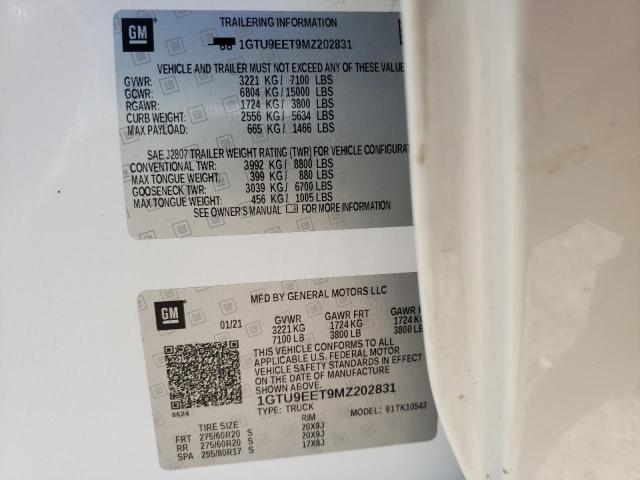 GM
TRAILERING INFORMATION
1GTU9EET9MZ202831
VEHICLE AND TRAILER MUST NOT EXCEED ANY OF THESE VALUE
GVWR: 3221 KG/ 7100 LBS
GCWR: 6804 KG/15000 LBS
RGAWR: 1724 KG/ 3800 LBS
CURB WEIGHT: 2556 KG/ 5634 LBS
MAX PAYLOAD: 665 KG/ 1466 LBS
SAE J2807 TRAILER WEIGHT RATING (TWR) FOR VEHICLE CONFIGURAT
CONVENTIONAL TWR: 3992 KG/ 8800 LBS
MAX TONGUE WEIGHT: 399 KG/ 880 LBS
GOOSENECK TWR: 3039 KG/ 6700 LBS
MAX TONGUE WEIGHT: 456 KG/ 1005 LBS
SEE OWNER'S MANUAL FOR MORE INFORMATION
GM
MFD BY GENERAL MOTORS LLC
01/21
GVWR GAWR FRT GAWR RR
3221 KG 1724 KG 1724 KG
7100 LB 3800 LB 3800 LB
THIS VEHICLE CONFORMS TO ALL
APPLICABLE U.S. FEDERAL MOTOR
VEHICLE SAFETY STANDARDS IN EFFECT
ON THE DATE OF MANUFACTURE
SHOWN ABOVE.
1GTU9EET9MZ202831
8624
TYPE: TRUCK MODEL: 91TK10543
TIRE SIZE RIM
FRT 275/60R20 S 20X9J
RR 275/60R20 S 20X9J
SPA 255/80R17 S 17X8J